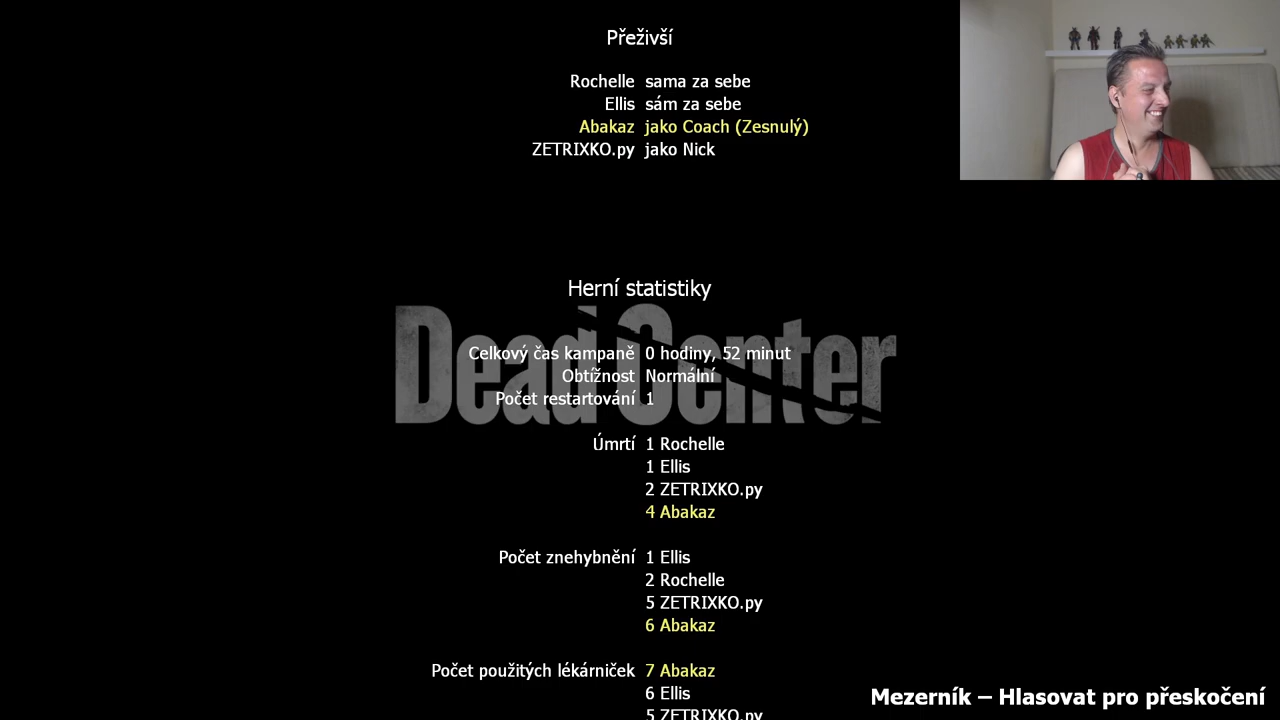 Přeživší
Rochelle sama za sebe
Ellis sám za sebe
Abakaz jako Coach (Zesnulý)
ZETRIXKO.py jako Nick
Herní statistiky
Dead Center
Celkový čas kampaně 0 hodiny, 52 minut
Obtížnost Normální
Počet restartování 1
Úmrtí 1 Rochelle
1 Ellis
2 ZETRIXKO.py
4 Abakaz
Počet znehybnění 1 Ellis
2 Rochelle
5 ZETRIXKO.py
6 Abakaz
Počet použitých lékárniček 7 Abakaz
6 Ellis
5 ZETRIXKO.py
Mezerník – Hlasovat pro přeskočení